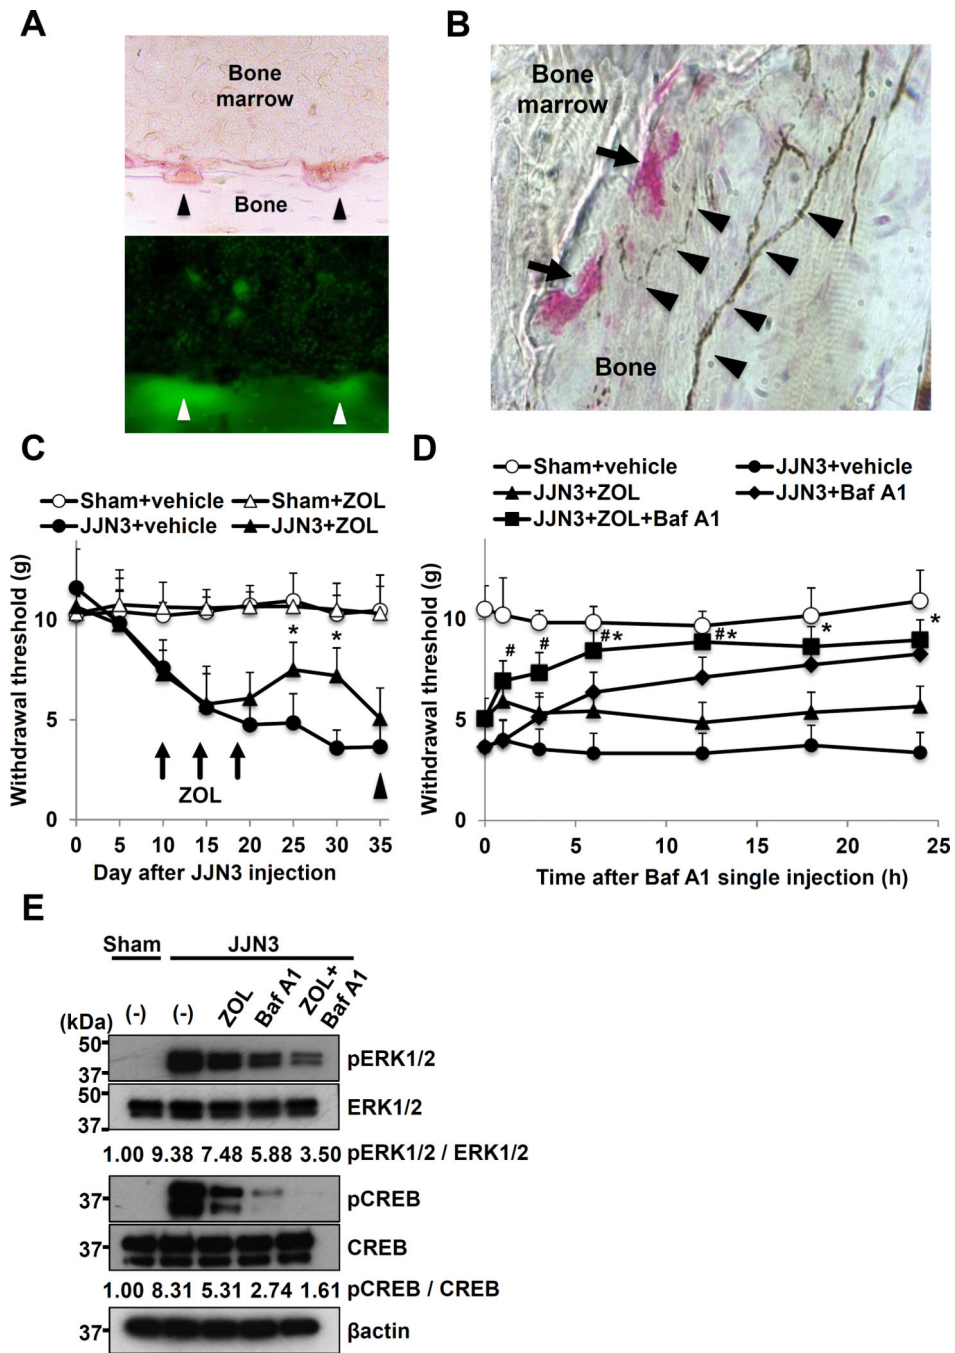 A
Bone
marrow
Bone
B
Bone
marrow
Bone
C
Sham+vehicle Sham+ZOL
JJN3+vehicle JJN3+ZOL
Withdrawal threshold (g)
10
5
0
* *
ZOL
0 5 10 15 20 25 30 35
Day after JJN3 injection
D
Sham+vehicle JJN3+vehicle
JJN3+ZOL JJN3+Baf A1
JJN3+ZOL+Baf A1
Withdrawal threshold (g)
10
5
0
# # #* #* * *
0 5 10 15 20 25
Time after Baf A1 single injection (h)
E
Sham JJN3
(kDa) (-) (-) ZOL Baf A1 ZOL+ Baf A1
50
37
pERK1/2
50
37
ERK1/2
1.00 9.38 7.48 5.88 3.50 pERK1/2 / ERK1/2
37 pCREB
37 CREB
1.00 8.31 5.31 2.74 1.61 pCREB / CREB
37 βactin